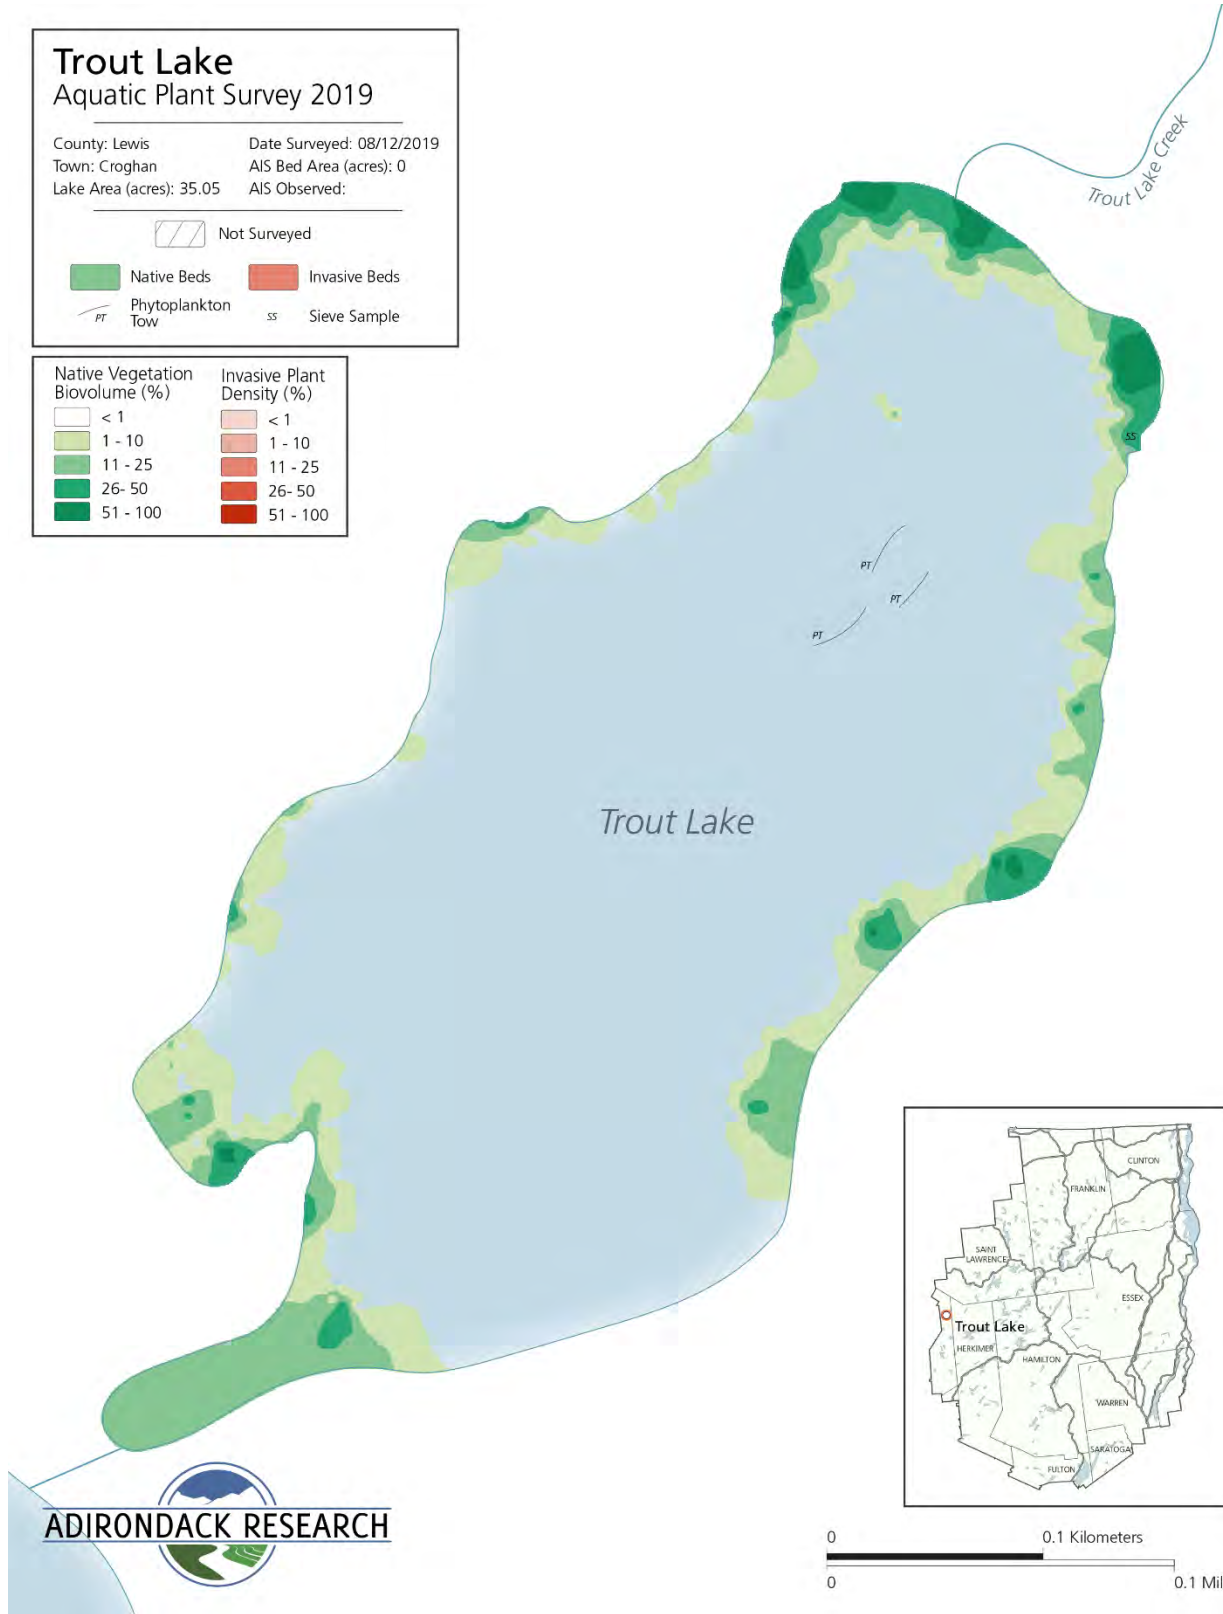 Trout Lake
Aquatic Plant Survey 2019
County: Lewis
Date Surveyed: 08/12/2019
Town: Croghan
AIS Bed Area (acres): 0
Lake Area (acres): 35.05
AIS Observed:
Not Surveyed
Native Beds
Invasive Beds
PT
Phytoplankton
Tow
SS
Sieve Sample
Native Vegetation
Biovolume (%)
< 1
1 - 10
11 - 25
26- 50
51 - 100
Invasive Plant
Density (%)
< 1
1 - 10
11 - 25
26- 50
51 - 100
Trout Lake Creek
SS
PT
PT
PT
Trout Lake
CLINTON
FRANKLIN
SAINT
LAWRENCE
ESSEX
Trout Lake
HERKIMER
HAMILTON
WARREN
SARATOGA
FULTON
ADIRONDACK RESEARCH
0
0.1 Kilometers
0
0.1 Mil